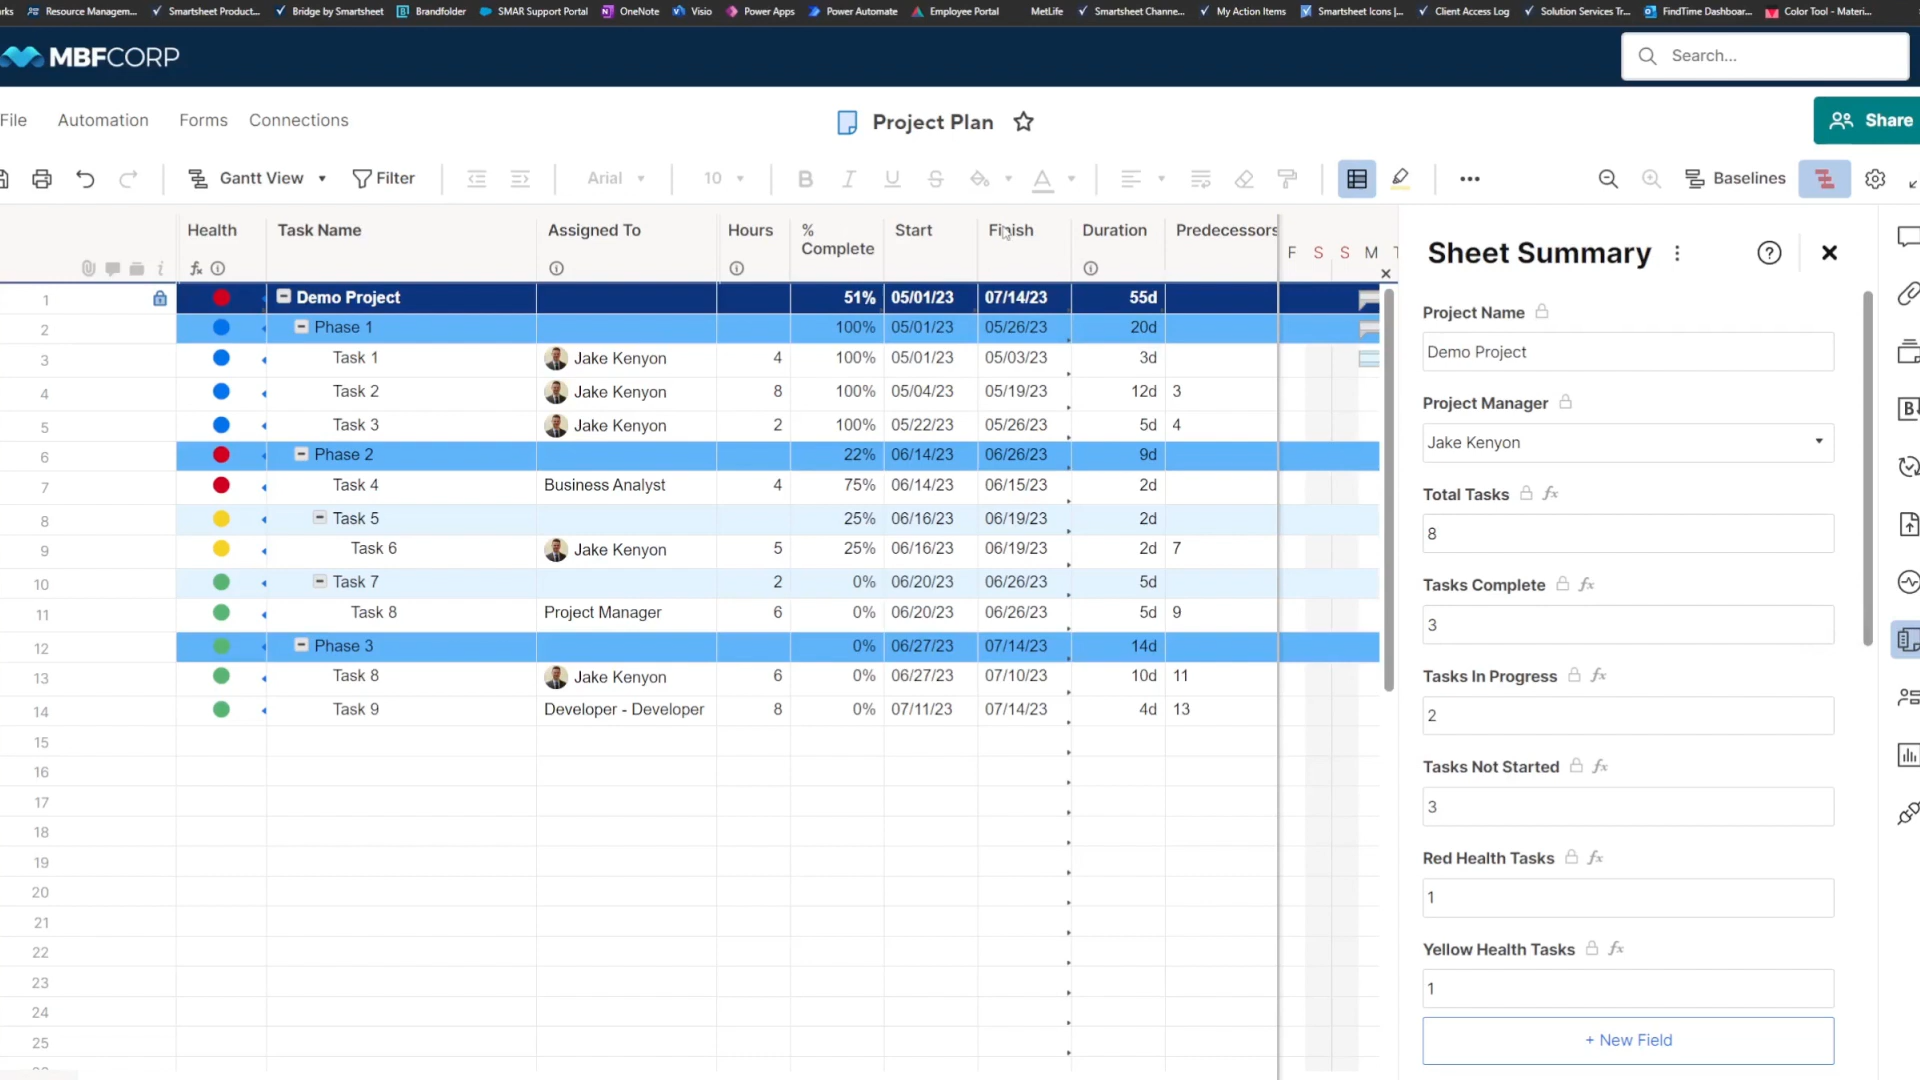 rks Resource Managem... Smartsheet Product... Bridge by Smartsheet Brandfolder SMAR Support Portal OneNote Visio Power Apps Power Automate Employee Portal MetLife Smartsheet Channe... My Action Items Smartsheet Icons |... Client Access Log Solution Services Tr... FindTime Dashboar... Color Tool - Materi...
MBFCORP Search...
File Automation Forms Connections Project Plan Share
Gantt View Filter Arial 10 B I U S A Baselines
Health Task Name Assigned To Hours % Complete Start Finish Duration Predecessors F S S M T
fx
1 Demo Project 51% 05/01/23 07/14/23 55d
2 Phase 1 100% 05/01/23 05/26/23 20d
3 Task 1 Jake Kenyon 4 100% 05/01/23 05/03/23 3d
4 Task 2 Jake Kenyon 8 100% 05/04/23 05/19/23 12d 3
5 Task 3 Jake Kenyon 2 100% 05/22/23 05/26/23 5d 4
6 Phase 2 22% 06/14/23 06/26/23 9d
7 Task 4 Business Analyst 4 75% 06/14/23 06/15/23 2d
8 Task 5 25% 06/16/23 06/19/23 2d
9 Task 6 Jake Kenyon 5 25% 06/16/23 06/19/23 2d 7
10 Task 7 2 0% 06/20/23 06/26/23 5d
11 Task 8 Project Manager 6 0% 06/20/23 06/26/23 5d 9
12 Phase 3 0% 06/27/23 07/14/23 14d
13 Task 8 Jake Kenyon 6 0% 06/27/23 07/10/23 10d 11
14 Task 9 Developer - Developer 8 0% 07/11/23 07/14/23 4d 13
15
16
17
18
19
20
21
22
23
24
25
Sheet Summary
Project Name
Demo Project
Project Manager
Jake Kenyon
Total Tasks fx
8
Tasks Complete fx
3
Tasks In Progress fx
2
Tasks Not Started fx
3
Red Health Tasks fx
1
Yellow Health Tasks fx
1
+ New Field